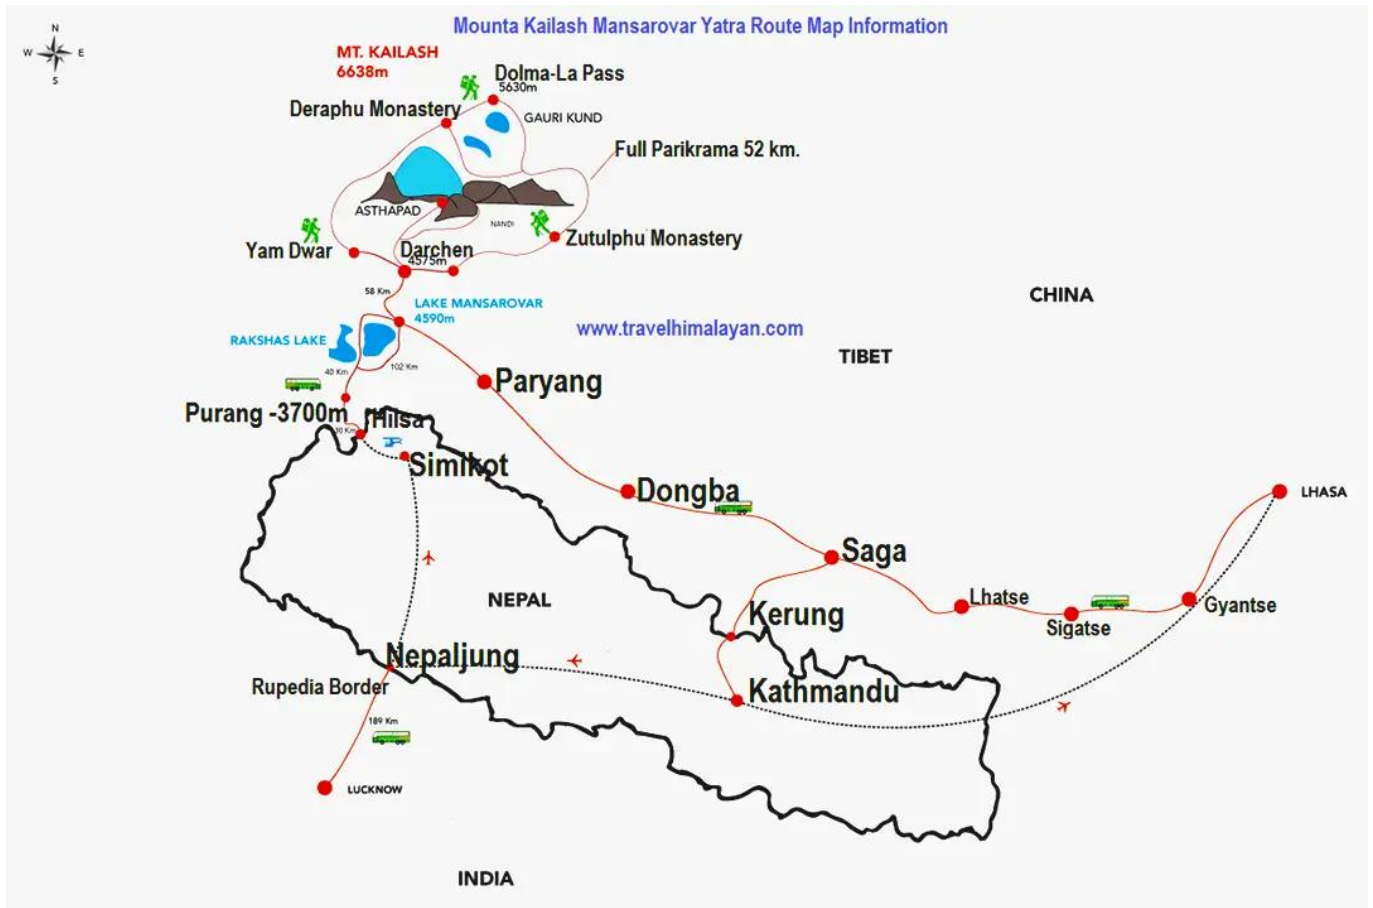 Mounta Kailash Mansarovar Yatra Route Map Information
N
W
E
S
MT. KAILASH
6638m
Dolma-La Pass
5630m
Deraphu Monastery
GAURI KUND
Full Parikrama 52 km.
ASTHAPAD
NANDI
Yam Dwar
Darchen
4575m
Zutulphu Monastery
58 Km
LAKE MANSAROVAR
4590m
CHINA
www.travelhimalayan.com
RAKSHAS LAKE
TIBET
40 Km
102 Km
Paryang
Purang -3700m
Hilsa
30 Km
Simikot
Dongba
LHASA
Saga
NEPAL
Lhatse
Kerung
Gyantse
Sigatse
Nepaljung
Rupedia Border
Kathmandu
189 Km
LUCKNOW
INDIA